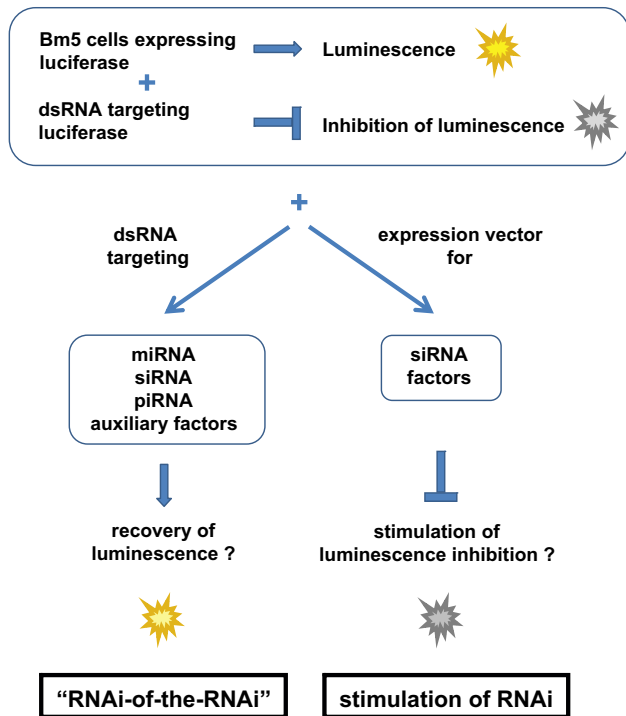 Bm5 cells expressing
luciferase
Luminescence
+
dsRNA targeting
luciferase
Inhibition of luminescence
+
dsRNA
targeting
expression vector
for
miRNA
siRNA
piRNA
auxiliary factors
siRNA
factors
recovery of
luminescence ?
stimulation of
luminescence inhibition ?
“RNAi-of-the-RNAi”
stimulation of RNAi